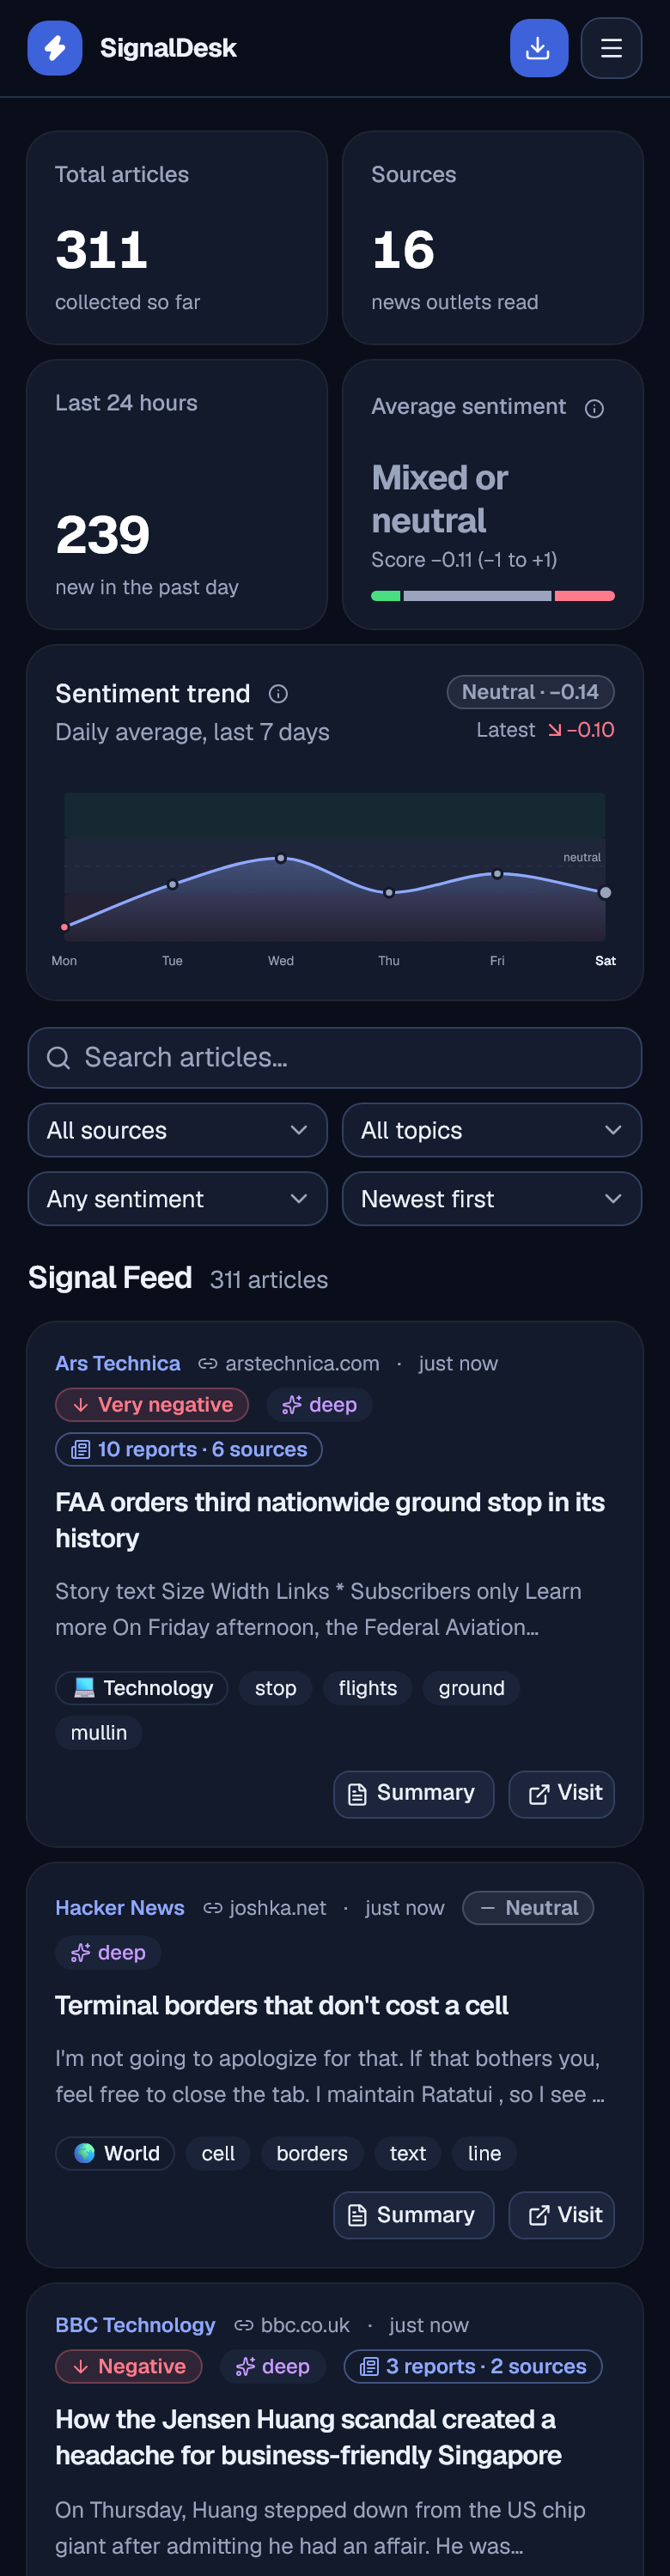 SignalDesk
Total articles
311
collected so far
Sources
16
news outlets read
Last 24 hours
239
new in the past day
Average sentiment
Mixed or
neutral
Score −0.11 (−1 to +1)
Sentiment trend
Neutral · −0.14
Daily average, last 7 days
Latest ↘ −0.10
neutral
Mon Tue Wed Thu Fri Sat
Search articles...
All sources
All topics
Any sentiment
Newest first
Signal Feed 311 articles
Ars Technica arstechnica.com · just now
↓ Very negative deep
10 reports · 6 sources
FAA orders third nationwide ground stop in its
history
Story text Size Width Links * Subscribers only Learn
more On Friday afternoon, the Federal Aviation...
Technology stop flights ground
mullin
Summary Visit
Hacker News joshka.net · just now — Neutral
deep
Terminal borders that don't cost a cell
I'm not going to apologize for that. If that bothers you,
feel free to close the tab. I maintain Ratatui , so I see ...
World cell borders text line
Summary Visit
BBC Technology bbc.co.uk · just now
↓ Negative deep 3 reports · 2 sources
How the Jensen Huang scandal created a
headache for business-friendly Singapore
On Thursday, Huang stepped down from the US chip
giant after admitting he had an affair. He was...